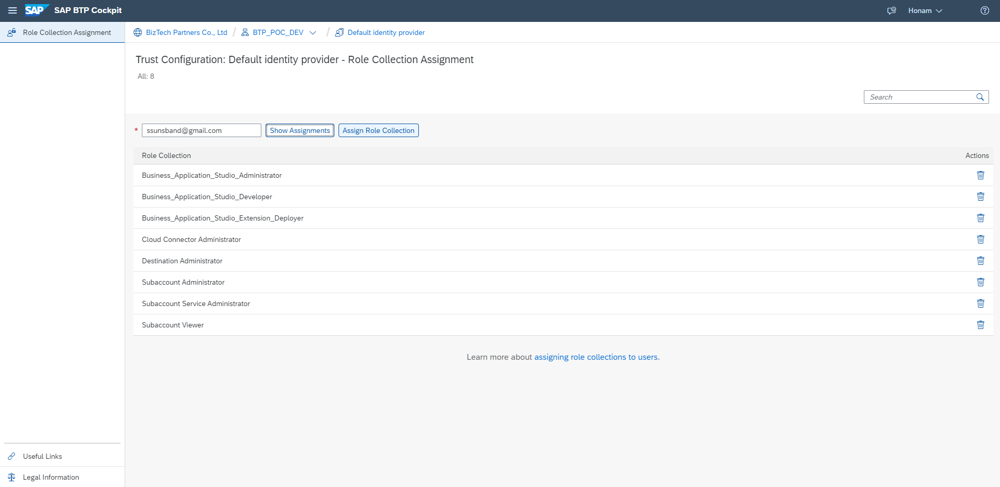 SAP SAP BTP Cockpit
Honam
Role Collection Assignment
BizTech Partners Co., Ltd / BTP_POC_DEV / Default identity provider
Trust Configuration: Default identity provider - Role Collection Assignment
All: 8
Search
* ssunsband@gmail.com Show Assignments Assign Role Collection
Role Collection Actions
Business_Application_Studio_Administrator
Business_Application_Studio_Developer
Business_Application_Studio_Extension_Deployer
Cloud Connector Administrator
Destination Administrator
Subaccount Administrator
Subaccount Service Administrator
Subaccount Viewer
Learn more about assigning role collections to users.
Useful Links
Legal Information